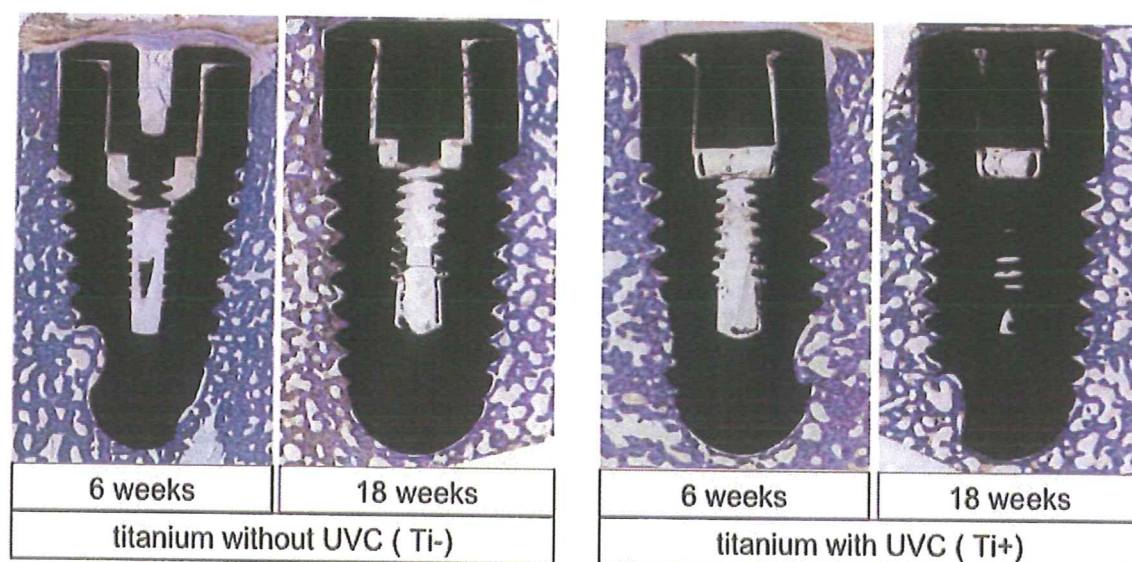 6 weeks
18 weeks
titanium without UVC ( Ti-)
6 weeks
18 weeks
titanium with UVC ( Ti+)